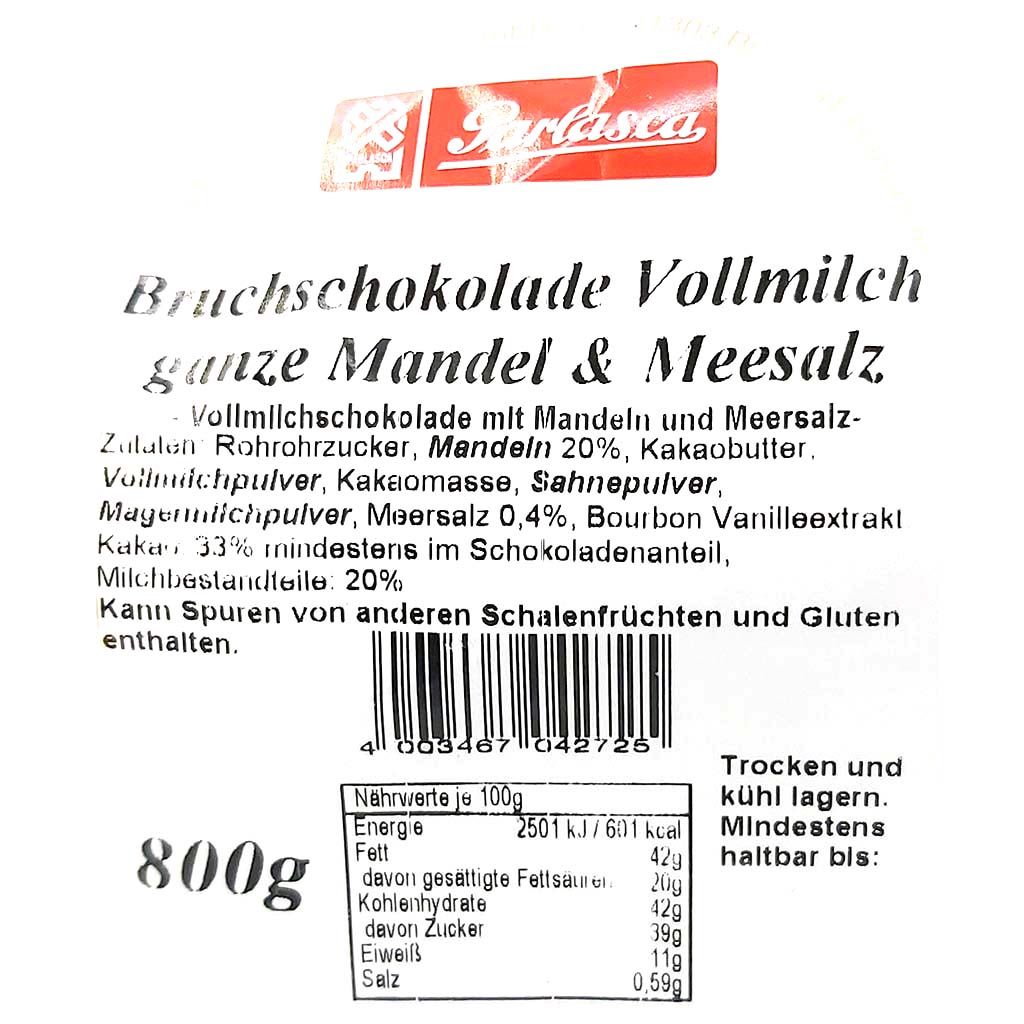 Parlasca
Bruchschokolade Vollmilch
ganze Mandel & Meesalz
- Vollmilchschokolade mit Mandeln und Meersalz-
Zutaten: Rohrohrzucker, Mandeln 20%, Kakaobutter,
Vollmilchpulver, Kakaomasse, Sahnepulver,
Magermilchpulver, Meersalz 0,4%, Bourbon Vanilleextrakt
Kakao: 33% mindestens im Schokoladenanteil,
Milchbestandteile: 20%
Kann Spuren von anderen Schalenfrüchten und Gluten
enthalten.
4 003467 042725
Trocken und
kühl lagern.
Mindestens
haltbar bis:
800g
Nährwerte je 100g
Energie 2501 kJ / 601 kcal
Fett 42g
davon gesättigte Fettsäuren 20g
Kohlenhydrate 42g
davon Zucker 39g
Eiweiß 11g
Salz 0,59g